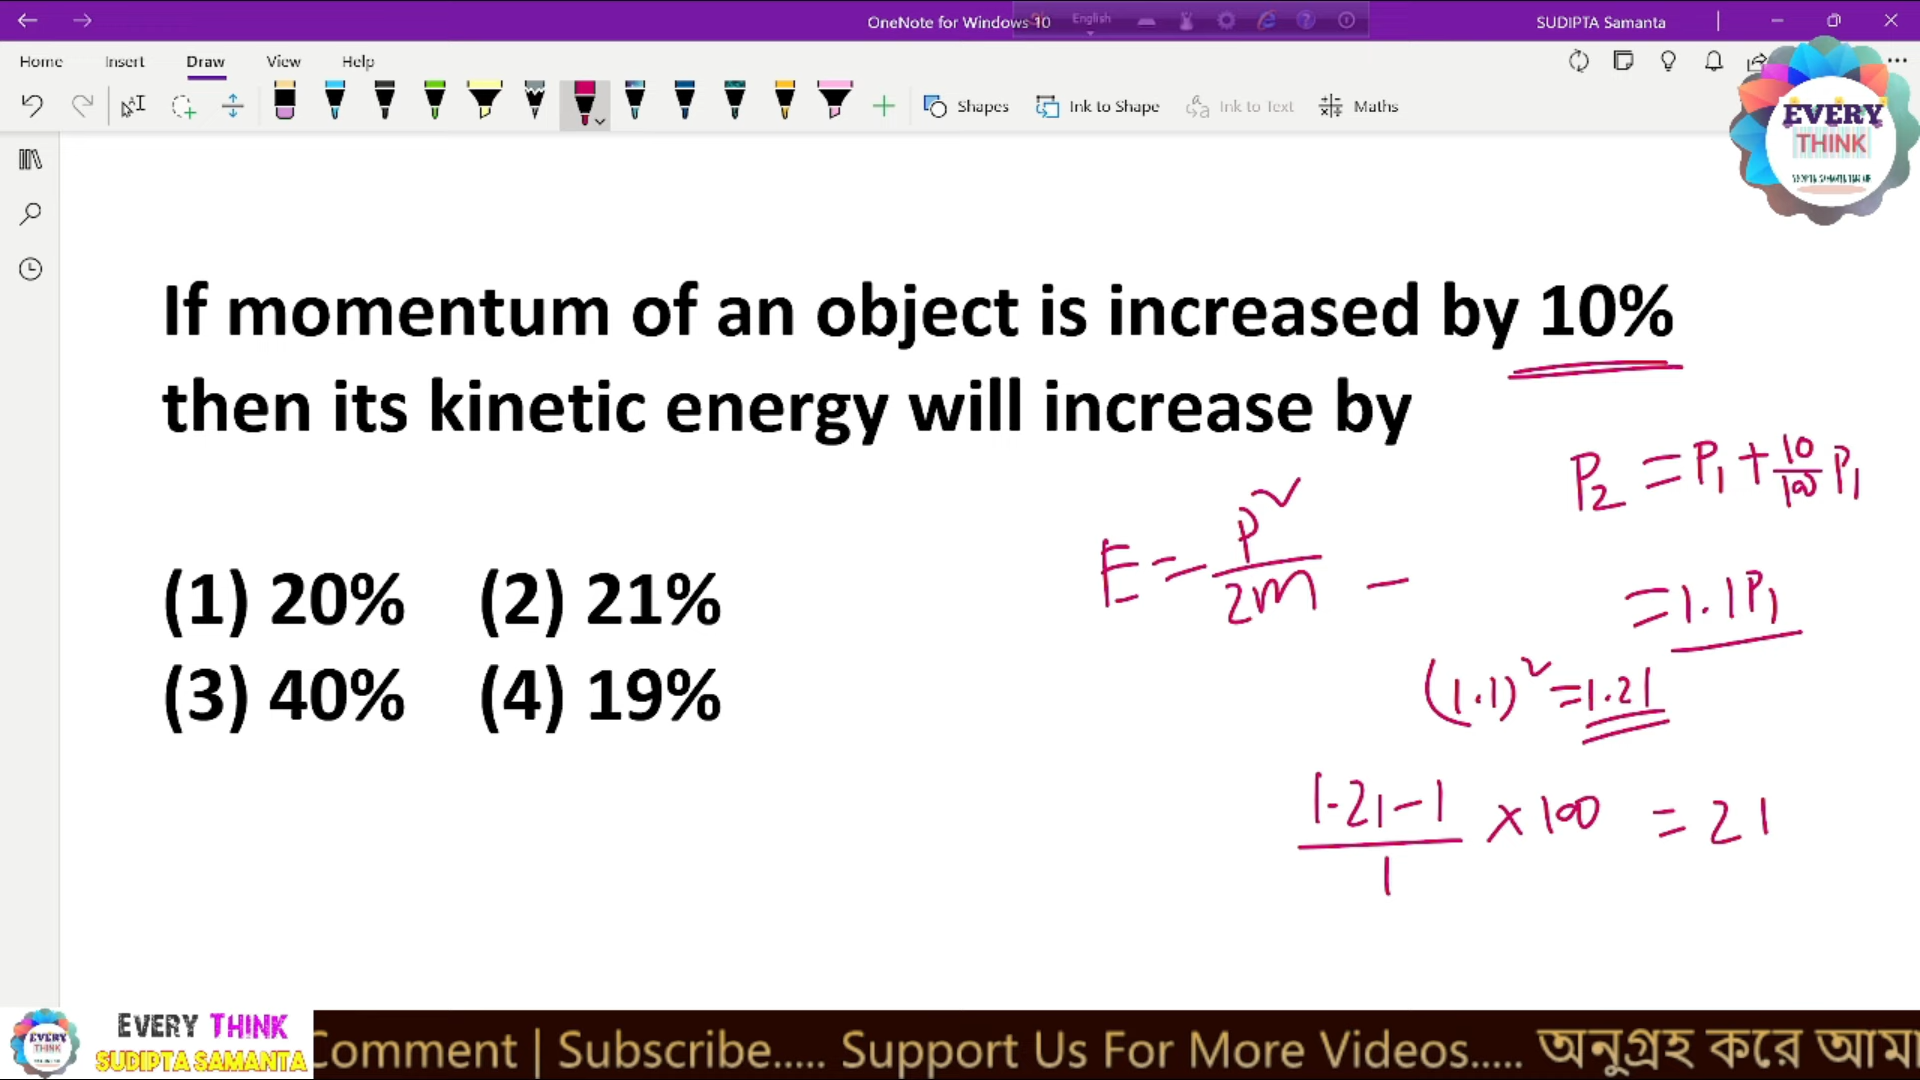 OneNote for Windows 10
English
SUDIPTA Samanta
Home Insert Draw View Help
Shapes Ink to Shape Ink to Text Maths
EVERY
THINK
If momentum of an object is increased by 10%
then its kinetic energy will increase by
P₂ = P₁ + 10/100 P₁
E = P²/2m –
= 1.1P₁
(1) 20% (2) 21%
(3) 40% (4) 19%
(1.1)² = 1.21
1.21-1/1 × 100 = 21
EVERY THINK
SUDIPTA SAMANTA
Comment | Subscribe..... Support Us For More Videos..... অনুগ্রহ করে আমা